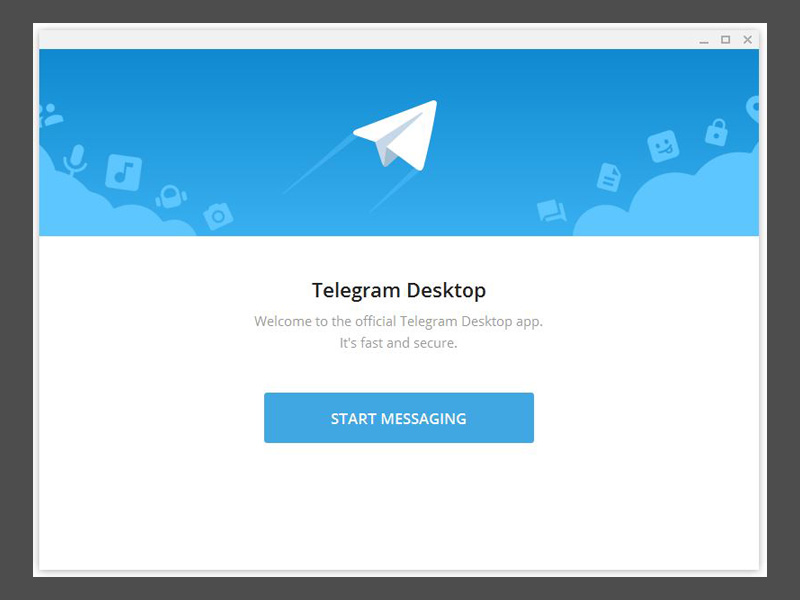 Telegram Desktop
Welcome to the official Telegram Desktop app.
It's fast and secure.
START MESSAGING